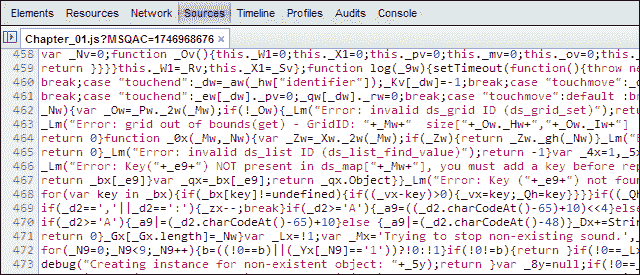 Elements Resources Network Sources Timeline Profiles Audits Console
Chapter_01.js?MSQAC=1746968676 ×
458 var _Nv=0;function _Ov(){this._W1=0;this._X1=0;this._pv=0;this._mv=0;this._ov=0;this._
459 return }}}}this._W1=_Rv;this._X1=_Sv};function log(_9w){setTimeout(function(){throw ne
460 break;case "touchend":_dw=_aw(_hw["identifier"]);_Kv[_dw]=-1;break;case "touchmove":_d
461 break;case "touchcancel":_ew[_dw]._pv=0;_qw[_dw]._rw=0;break;case "touchmove":default :b
462 _Nw){var _Ow=_Pw._2w(_Mw);if(!_Ow){_Lm("Error: invalid ds_grid ID (ds_grid_set)");retu
463 _Lm("Error: grid out of bounds(get) - GridID: "+_Mw+" size["+_Ow._Hw+","+_Ow._Iw+"]
464 return 0}function _0x(_Mw,_Nw){var _Zw=_Xw._2w(_Mw);if(_Zw){return _Zw._gh(_Nw)}_Lm("E
465 return 0}_Lm("Error: invalid ds_list ID (ds_list_find_value)");return -1}var _4x=1,_5x
466 _Lm("Error: Key("+_e9+") NOT present in ds_map["+_Mw+"], you must add a key before rep
467 return _bx[_e9]}var _qx=_bx[_e9];return _qx.Object}}_Lm("Error: Key ("+_e9+") not foun
468 for(var key in _bx){if(_bx[key]!=undefined){if((_vx-key)>0){_vx=key;_Qh=key}}}}if((_Qh
469 if(_d2==','||_d2==':'){_zx--;break}if(_d2>='A'){_a9=((_d2.charCodeAt()-65)+10)<<4}else
470 if(_d2>='A'){_a9|=(_d2.charCodeAt()-65)+10}else {_a9|=(_d2.charCodeAt()-48)}_Dx+=Strin
471 return 0}_Gx[_Gx.length]=_Nw}var _Lx=!1;var _Mx='Trying to stop non-existing sound.',_
472 for(_N9=0;_N9<9;_N9++){b=((!0==b)||(_Yx[_N9]=='1'))?!0:!1}if(!0!=b){return }if(!0==_ix
473 debug("Creating instance for non-existent object: "+_5y);return }var _8y=null;if(!0==